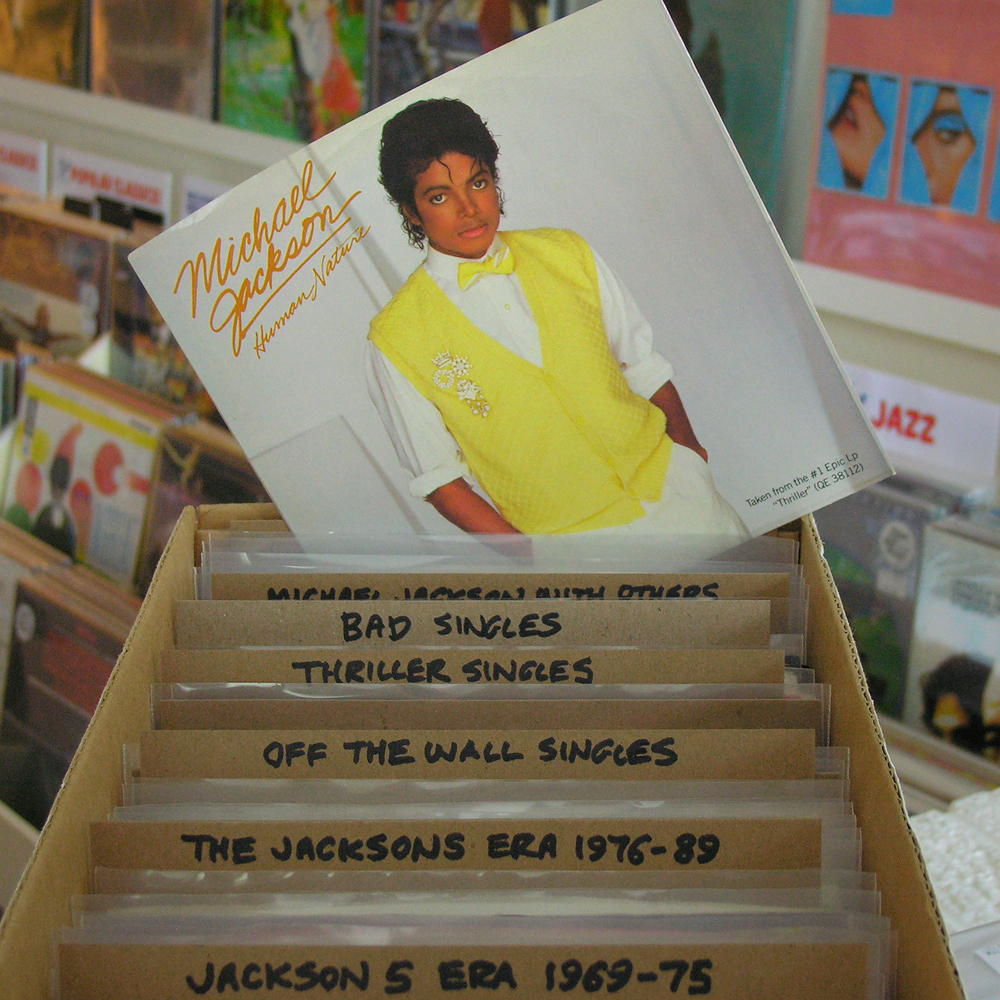 Michael
Jackson
Human Nature
Taken from the #1 Epic Lp
"Thriller" (QE 38112)
JAZZ
MICHAEL JACKSON WITH OTHERS
BAD SINGLES
THRILLER SINGLES
OFF THE WALL SINGLES
THE JACKSONS ERA 1976-89
JACKSON 5 ERA 1969-75